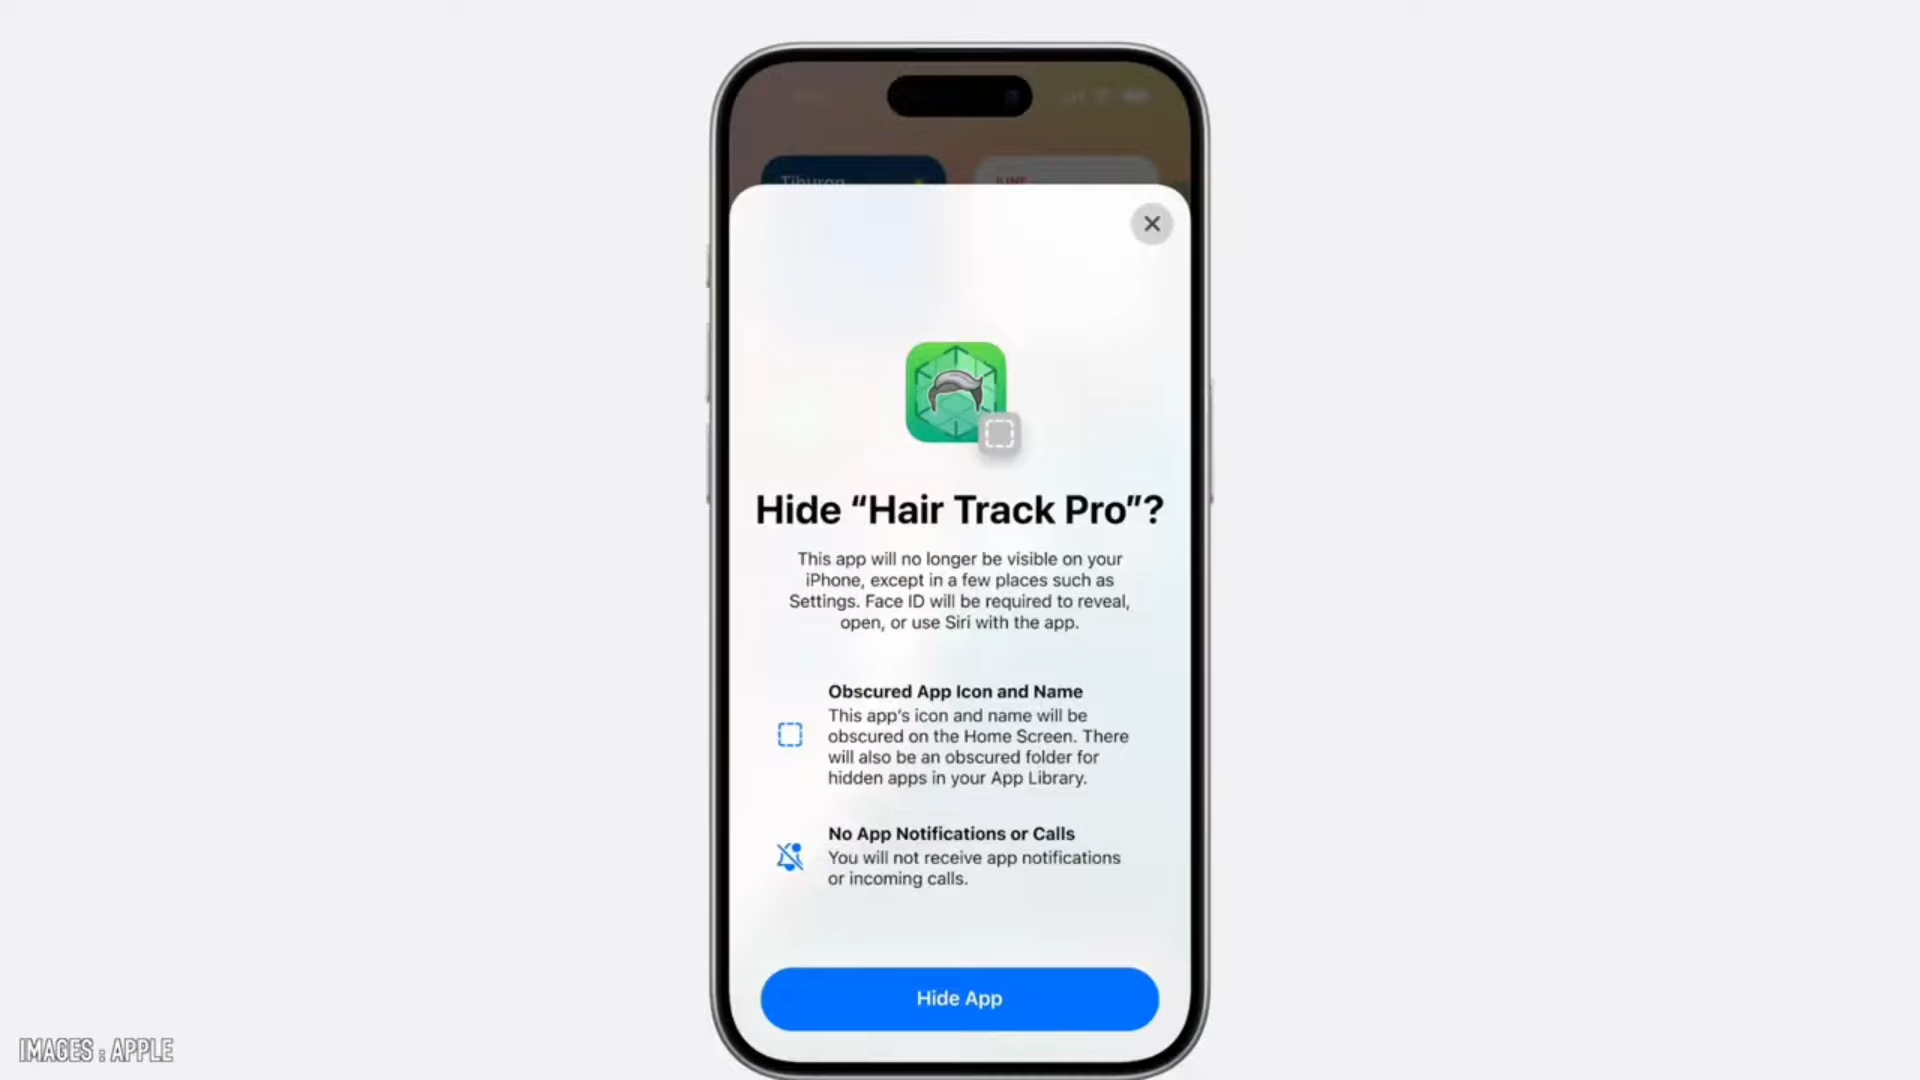 Tiburon
JUNE
Hide “Hair Track Pro”?
This app will no longer be visible on your
iPhone, except in a few places such as
Settings. Face ID will be required to reveal,
open, or use Siri with the app.
Obscured App Icon and Name
This app’s icon and name will be
obscured on the Home Screen. There
will also be an obscured folder for
hidden apps in your App Library.
No App Notifications or Calls
You will not receive app notifications
or incoming calls.
Hide App
IMAGES : APPLE